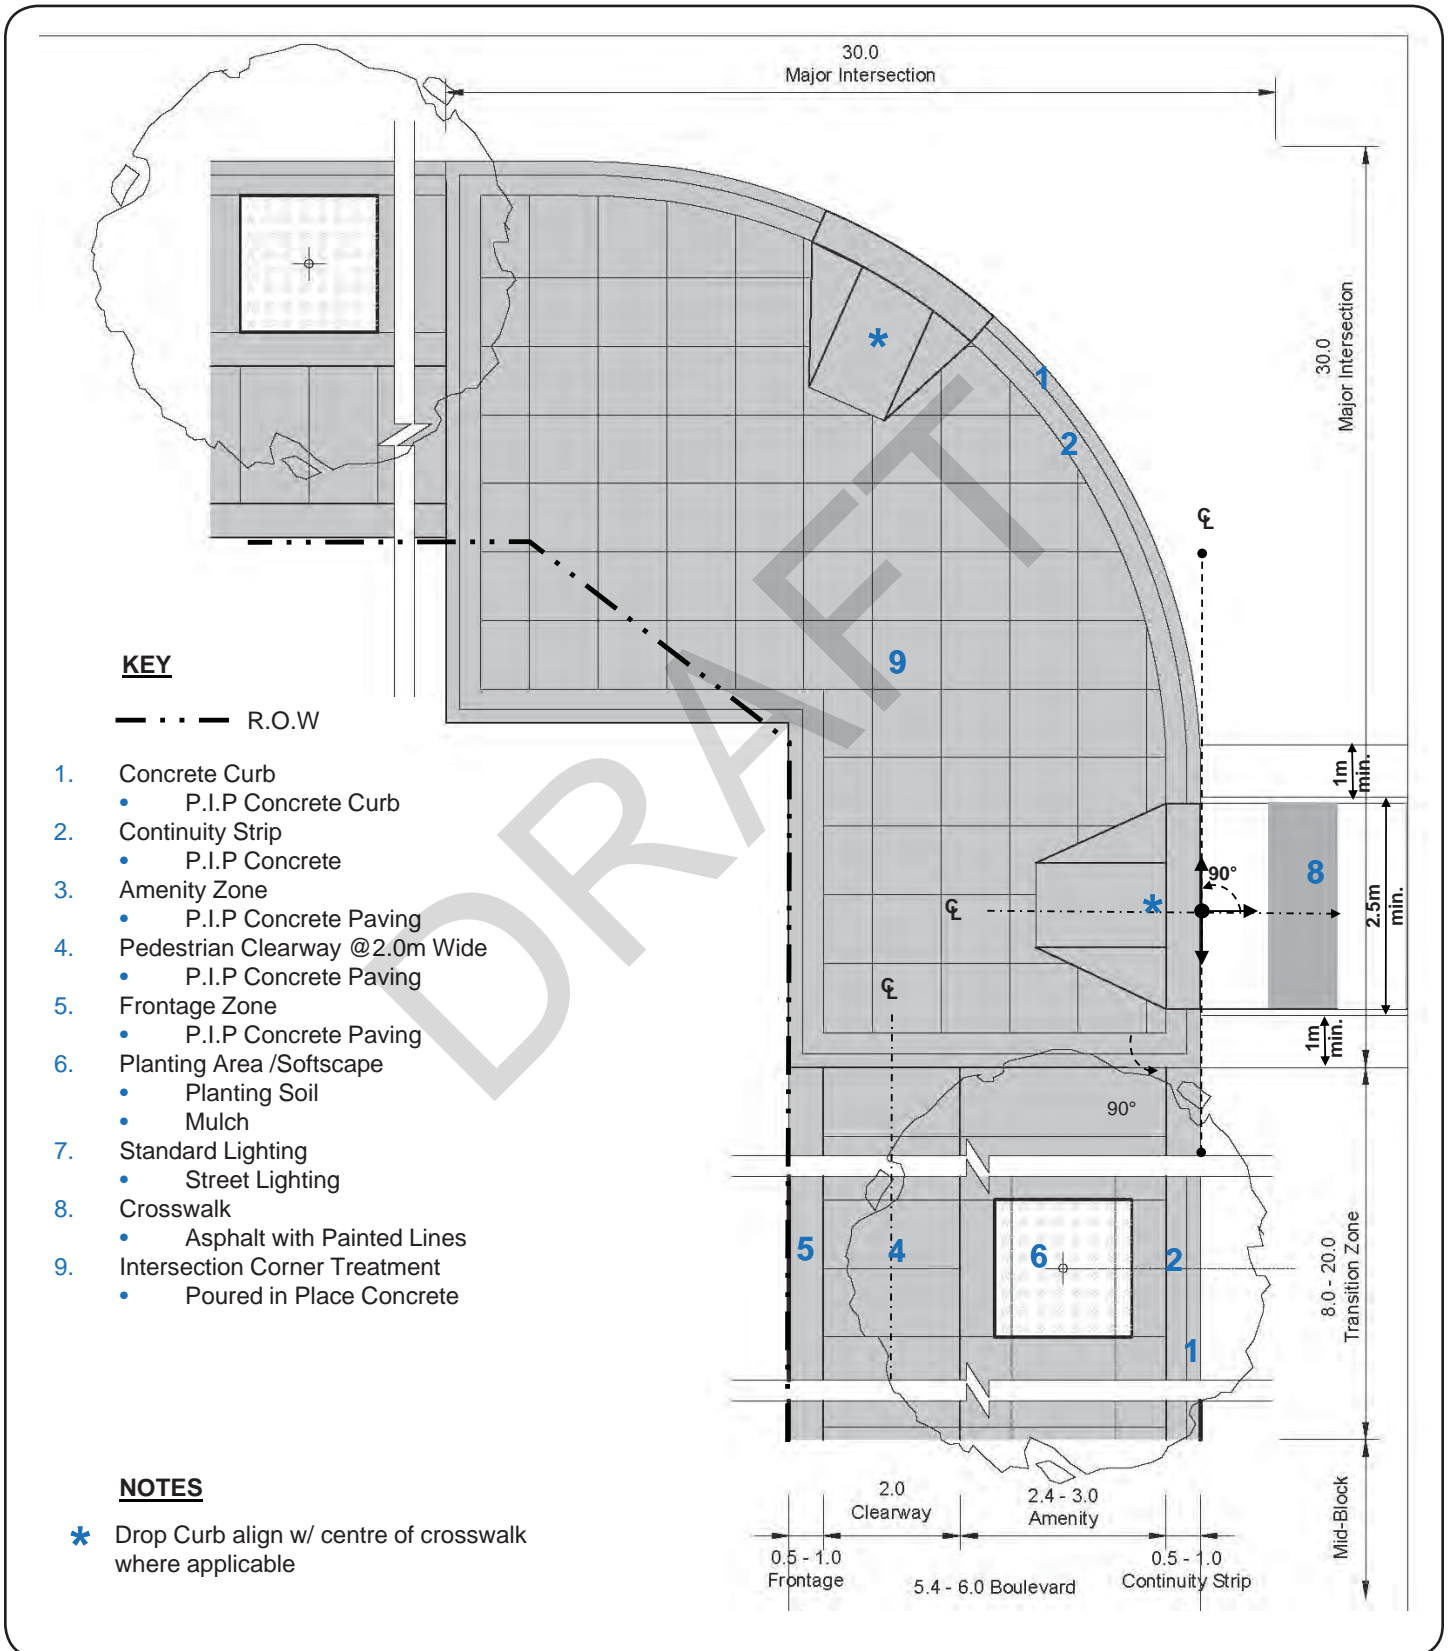 30.0
Major Intersection
30.0
Major Intersection
*
1
2
℄
9
KEY
R.O.W
1. Concrete Curb
• P.I.P Concrete Curb
2. Continuity Strip
• P.I.P Concrete
3. Amenity Zone
• P.I.P Concrete Paving
4. Pedestrian Clearway @2.0m Wide
• P.I.P Concrete Paving
5. Frontage Zone
• P.I.P Concrete Paving
6. Planting Area /Softscape
• Planting Soil
• Mulch
7. Standard Lighting
• Street Lighting
8. Crosswalk
• Asphalt with Painted Lines
9. Intersection Corner Treatment
• Poured in Place Concrete
DRAFT
1m
min.
90°
8
2.5m
min.
*
℄
℄
1m
min.
90°
5
4
6
2
1
8.0 - 20.0
Transition Zone
Mid-Block
NOTES
* Drop Curb align w/ centre of crosswalk
where applicable
2.0
Clearway
2.4 - 3.0
Amenity
0.5 - 1.0
Frontage
5.4 - 6.0 Boulevard
0.5 - 1.0
Continuity Strip